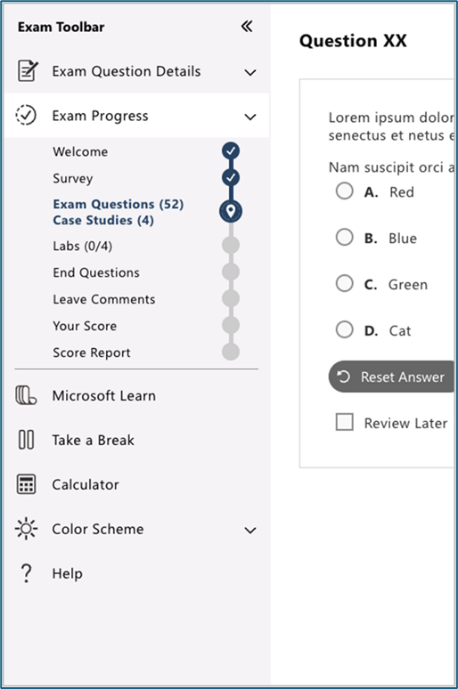 Exam Toolbar
Exam Question Details
Exam Progress
Welcome
Survey
Exam Questions (52)
Case Studies (4)
Labs (0/4)
End Questions
Leave Comments
Your Score
Score Report
Microsoft Learn
Take a Break
Calculator
Color Scheme
Help
Question XX
Lorem ipsum dolor
senectus et netus e
Nam suscipit orci a
A. Red
B. Blue
C. Green
D. Cat
Reset Answer
Review Later